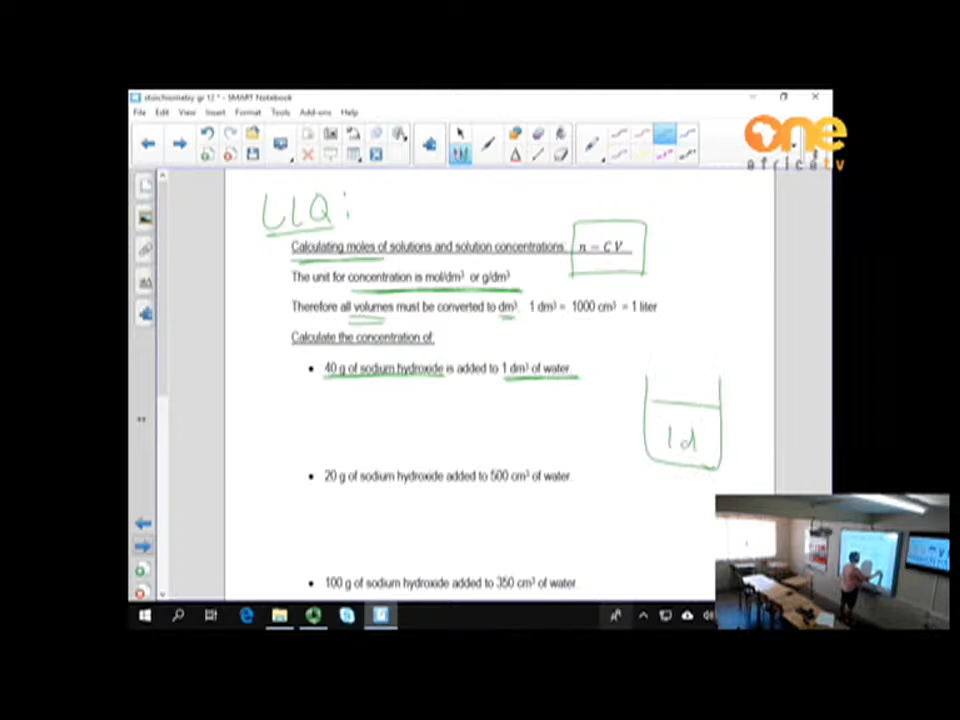 stoichiometry gr 12 * - SMART Notebook
File Edit View Insert Format Tools Add-ons Help
one
africa tv
LIQ:
Calculating moles of solutions and solution concentrations: n = C V
The unit for concentration is mol/dm³ or g/dm³
Therefore all volumes must be converted to dm³. 1 dm³ = 1000 cm³ = 1 liter
Calculate the concentration of
• 40 g of sodium hydroxide is added to 1 dm³ of water.
1d
• 20 g of sodium hydroxide added to 500 cm³ of water.
• 100 g of sodium hydroxide added to 350 cm³ of water.